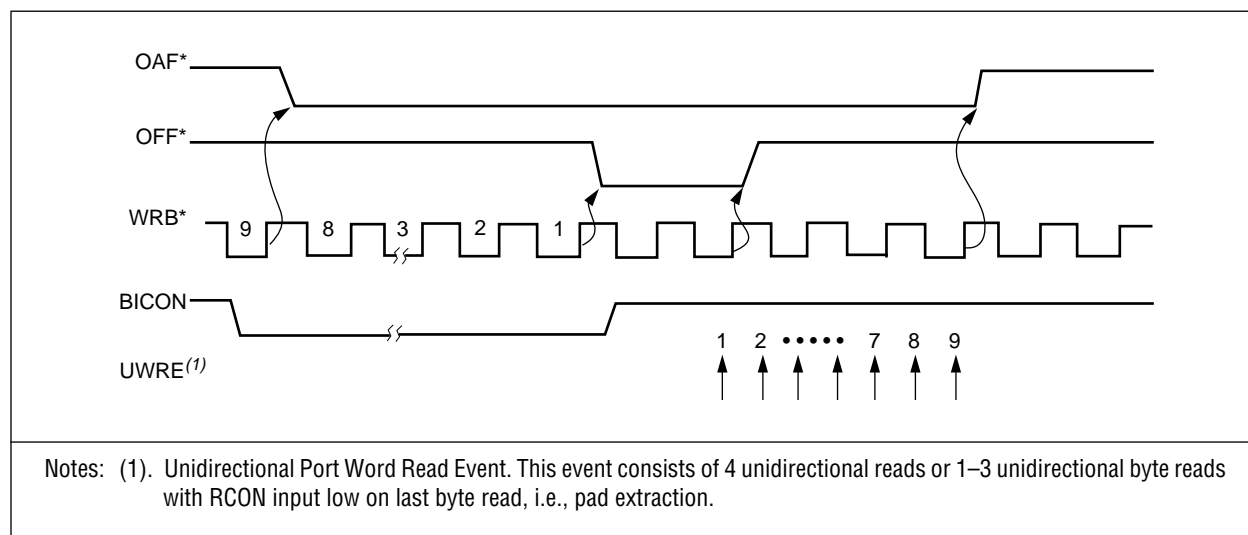 OAF*
OFF*
WRB* 9 8 3 2 1
BICON
1 2 ••••• 7 8 9
UWRE(1)
Notes: (1). Unidirectional Port Word Read Event. This event consists of 4 unidirectional reads or 1–3 unidirectional byte reads
with RCON input low on last byte read, i.e., pad extraction.